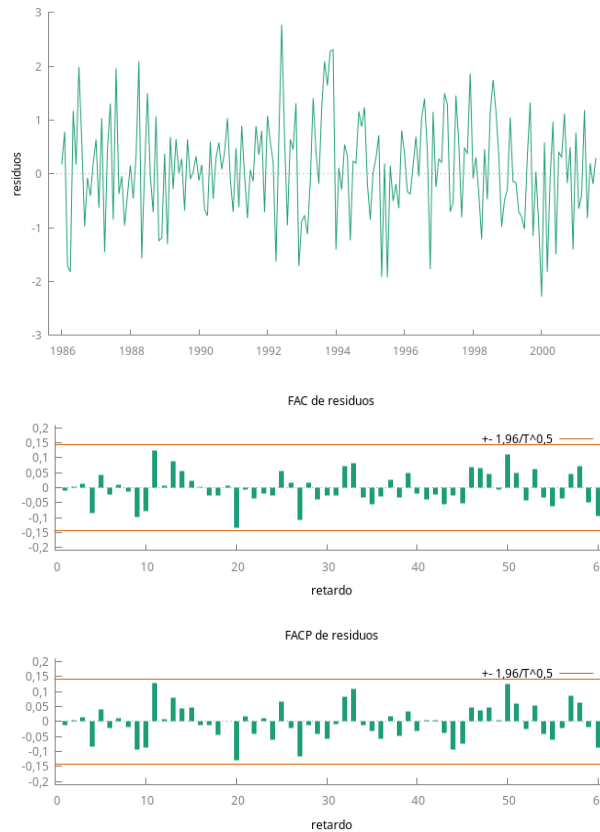 3
2
1
0
-1
-2
-3
residuos
1986 1988 1990 1992 1994 1996 1998 2000
FAC de residuos
+- 1,96/T^0,5
0,2
0,15
0,1
0,05
0
-0,05
-0,1
-0,15
-0,2
0 10 20 30 40 50
retardo
FACP de residuos
+- 1,96/T^0,5
0,2
0,15
0,1
0,05
0
-0,05
-0,1
-0,15
-0,2
0 10 20 30 40 50
retardo